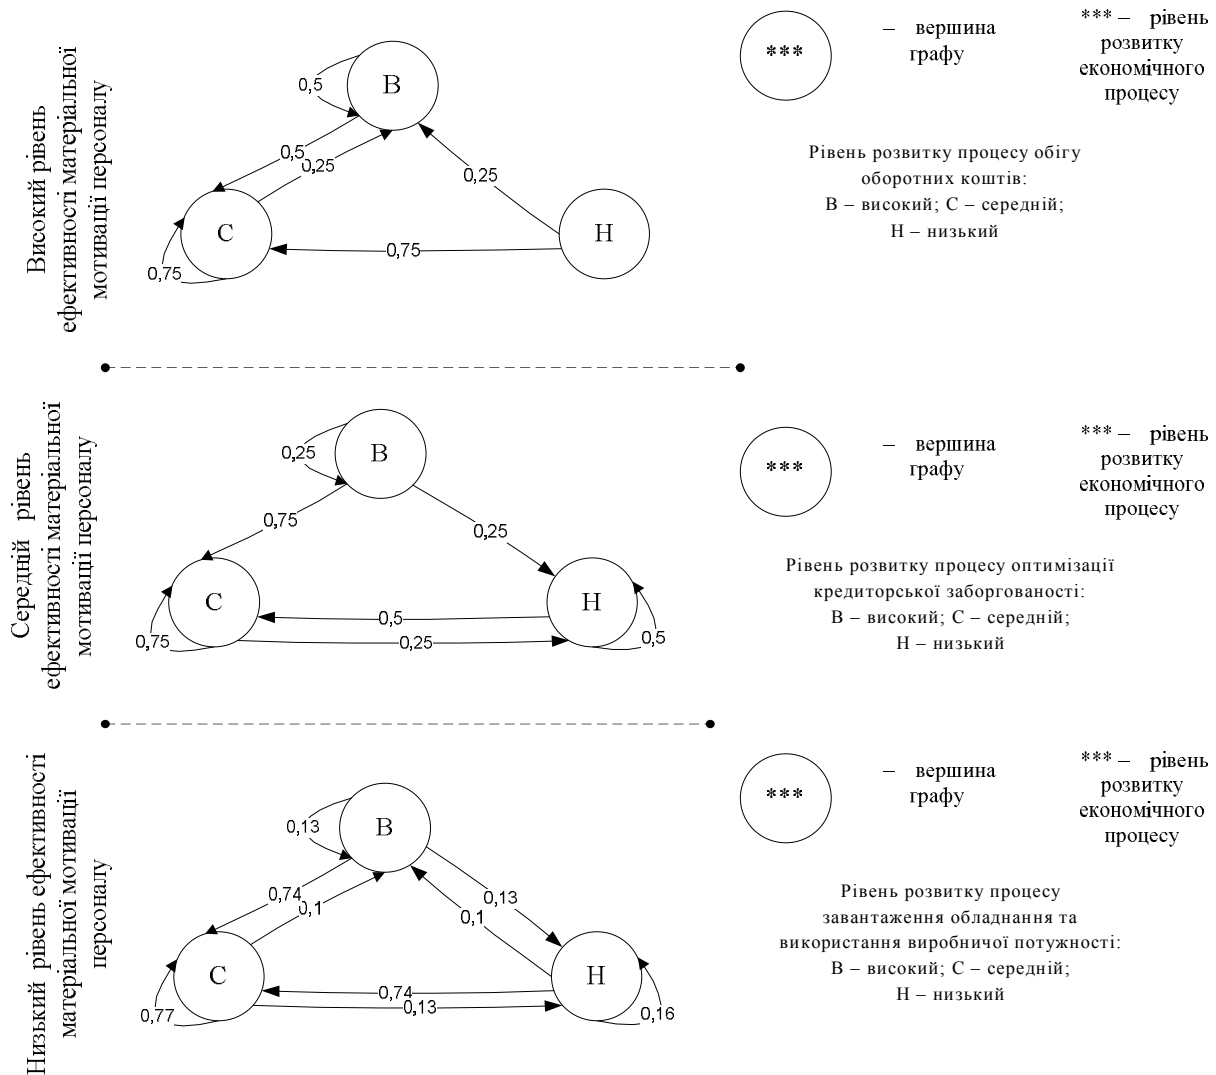 Високий рівень
ефективності матеріальної
мотивації персоналу
В
0,5
0,5
0,25
0,25
С
Н
0,75
0,75
***
– вершина
графу
*** – рівень
розвитку
економічного
процесу
Рівень розвитку процесу обігу
оборотних коштів:
В – високий; С – середній;
Н – низький
Середній рівень
ефективності матеріальної
мотивації персоналу
В
0,25
0,75
0,25
С
Н
0,5
0,75
0,25
0,5
***
– вершина
графу
*** – рівень
розвитку
економічного
процесу
Рівень розвитку процесу оптимізації
кредиторської заборгованості:
В – високий; С – середній;
Н – низький
Низький рівень ефективності
матеріальної мотивації
персоналу
В
0,13
0,74
0,1
0,13
0,1
С
Н
0,74
0,77
0,13
0,16
***
– вершина
графу
*** – рівень
розвитку
економічного
процесу
Рівень розвитку процесу
завантаження обладнання та
використання виробничої потужності:
В – високий; С – середній;
Н – низький